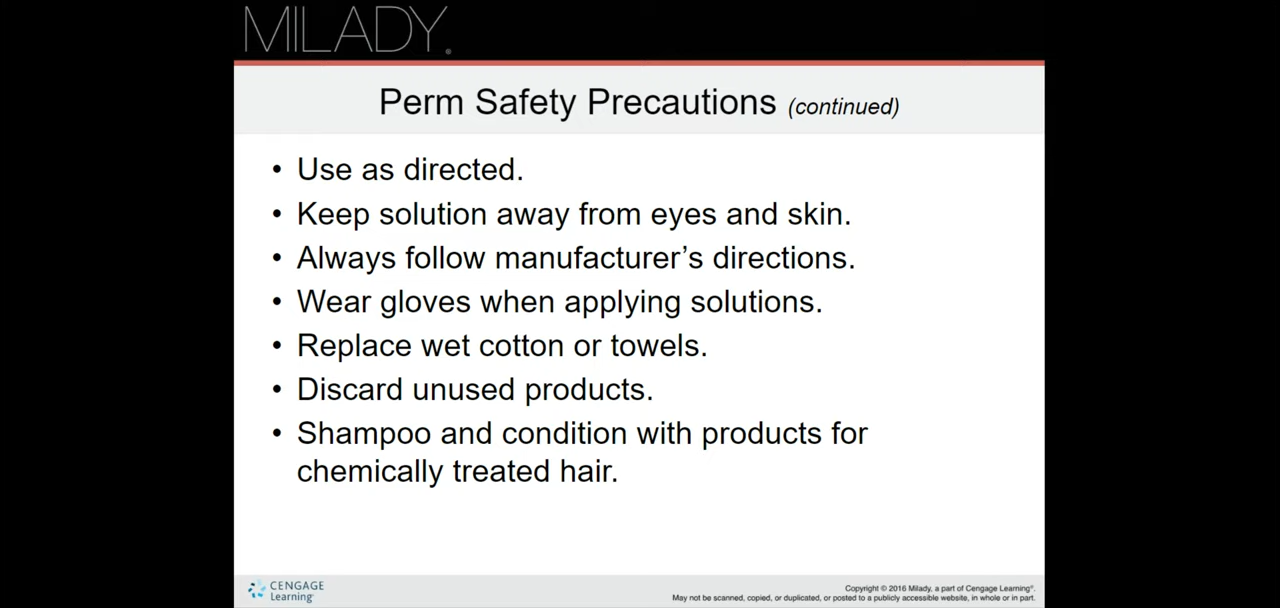 MILADY.
Perm Safety Precautions (continued)
• Use as directed.
• Keep solution away from eyes and skin.
• Always follow manufacturer’s directions.
• Wear gloves when applying solutions.
• Replace wet cotton or towels.
• Discard unused products.
• Shampoo and condition with products for
chemically treated hair.
CENGAGE
Learning
Copyright © 2016 Milady, a part of Cengage Learning®.
May not be scanned, copied, or duplicated, or posted to a publicly accessible website, in whole or in part.